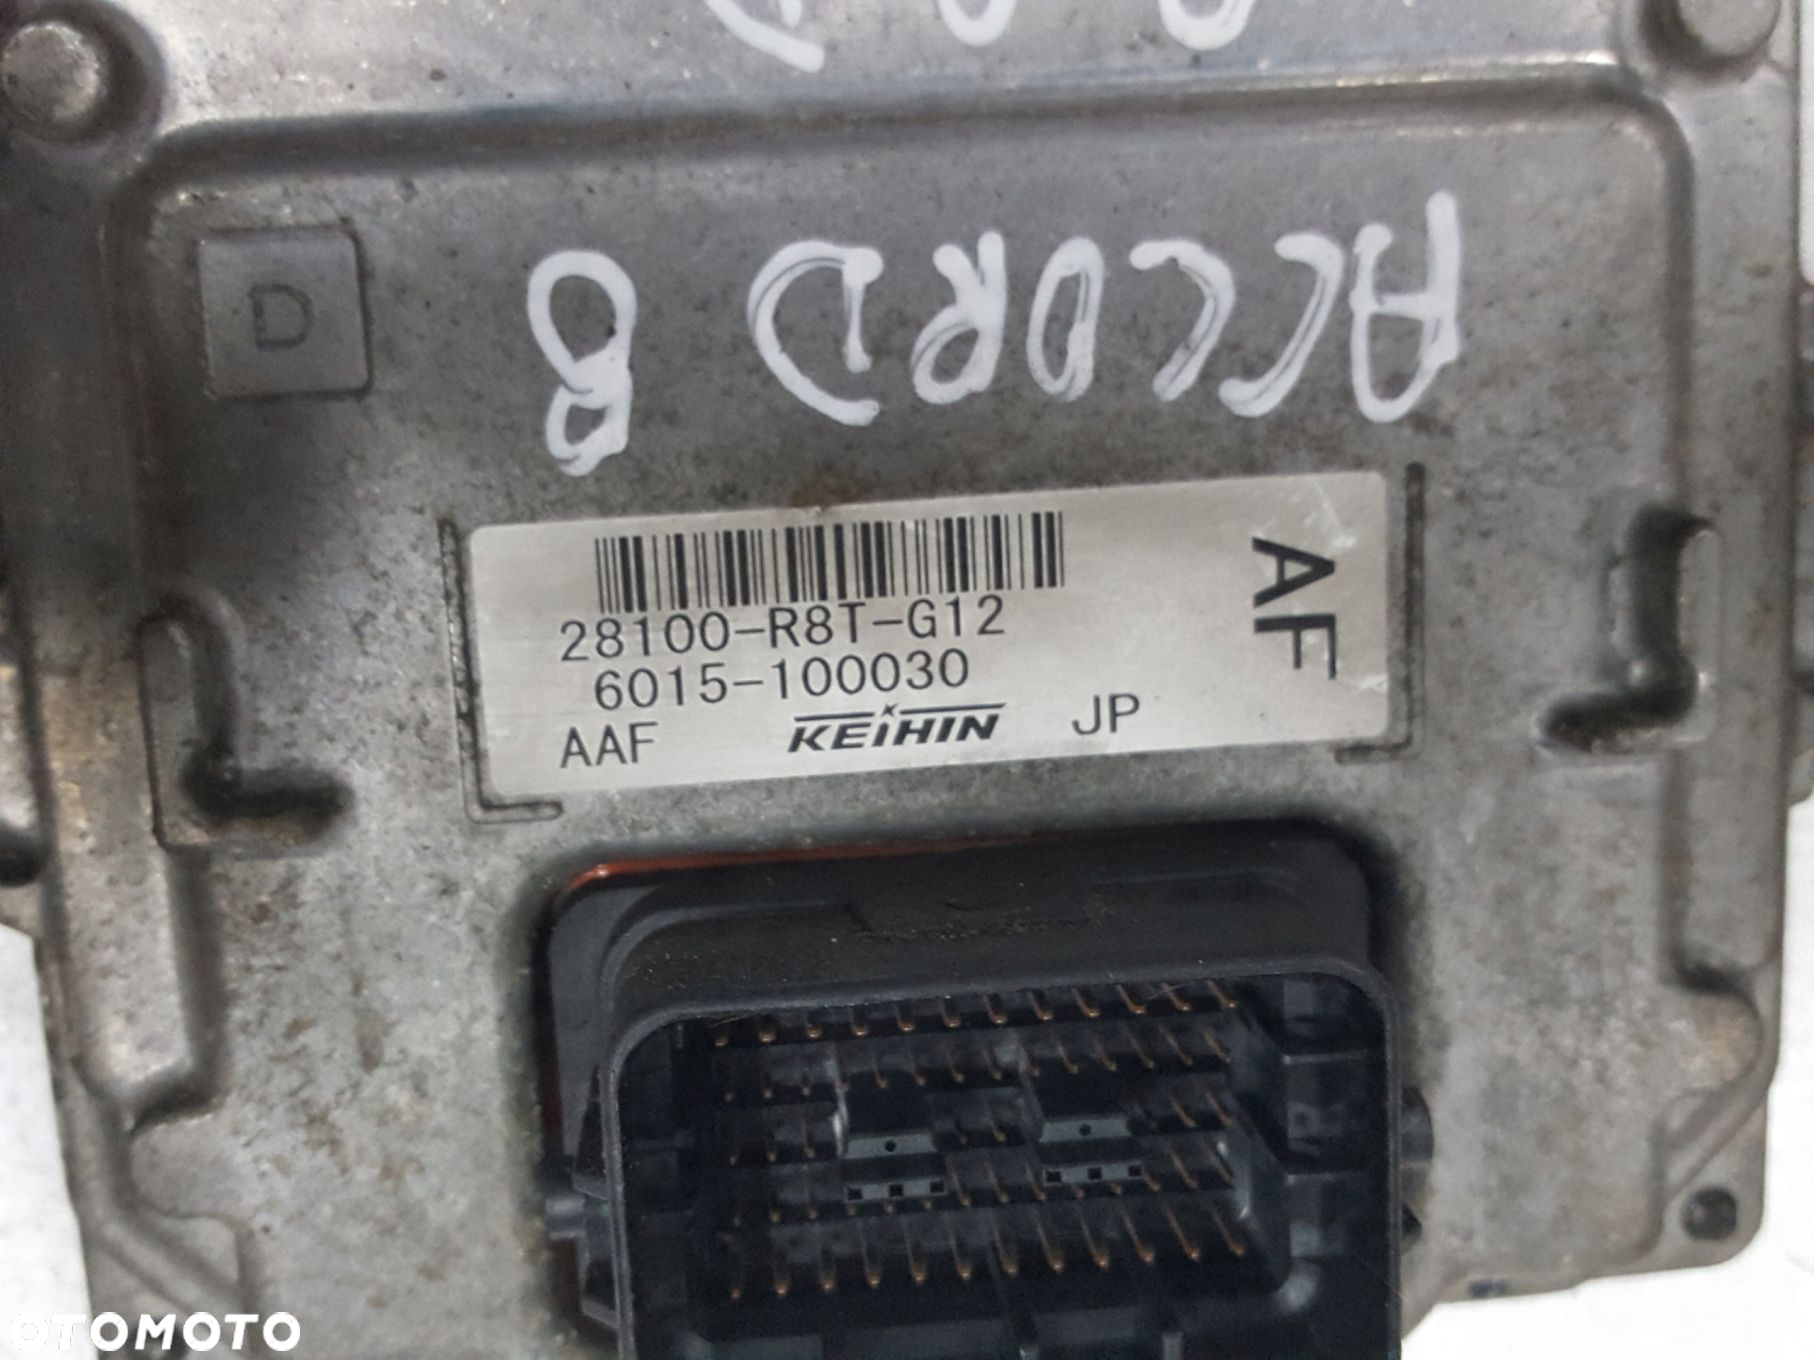 ACCORD 8
D
28100-R8T-G12
6015-100030
AAF KEIHIN JP
AF
OTOMOTO